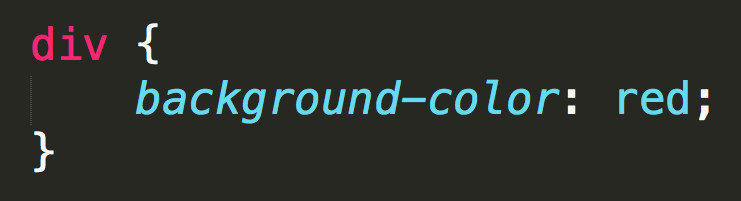 div {
    background-color: red;
}